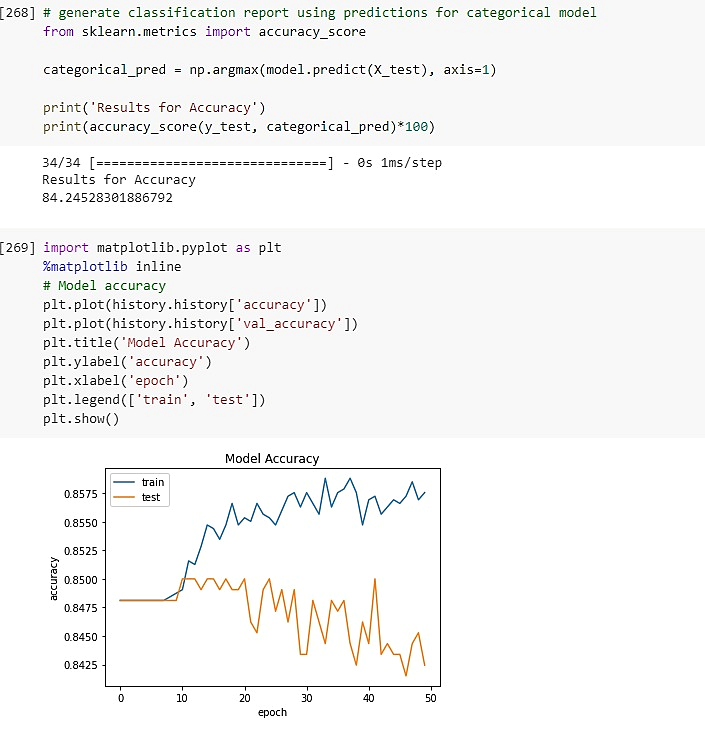 [268] # generate classification report using predictions for categorical model
from sklearn.metrics import accuracy_score
categorical_pred = np.argmax(model.predict(X_test), axis=1)
print('Results for Accuracy')
print(accuracy_score(y_test, categorical_pred)*100)
34/34 [==============================] - 0s 1ms/step
Results for Accuracy
84.24528301886792
[269] import matplotlib.pyplot as plt
%matplotlib inline
# Model accuracy
plt.plot(history.history['accuracy'])
plt.plot(history.history['val_accuracy'])
plt.title('Model Accuracy')
plt.ylabel('accuracy')
plt.xlabel('epoch')
plt.legend(['train', 'test'])
plt.show()
Model Accuracy
train
test
0.8575
0.8550
0.8525
0.8500
0.8475
0.8450
0.8425
accuracy
0 10 20 30 40 50
epoch